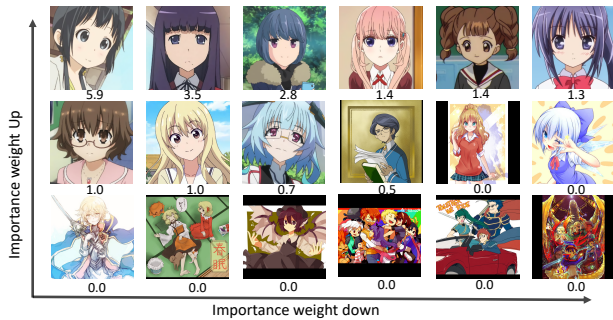 Importance weight Up
5.9 3.5 2.8 1.4 1.4 1.3
1.0 1.0 0.7 0.5 0.0 0.0
春眠
0.0 0.0 0.0 0.0 0.0 0.0
Importance weight down